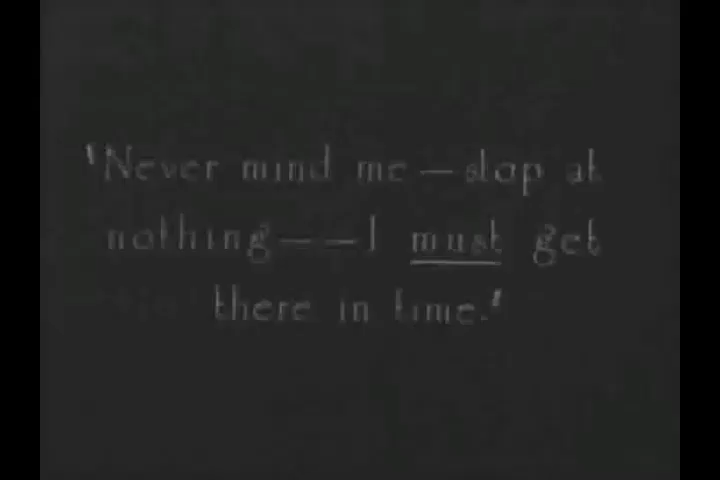 'Never mind me—stop at
nothing——I must get
there in time.'